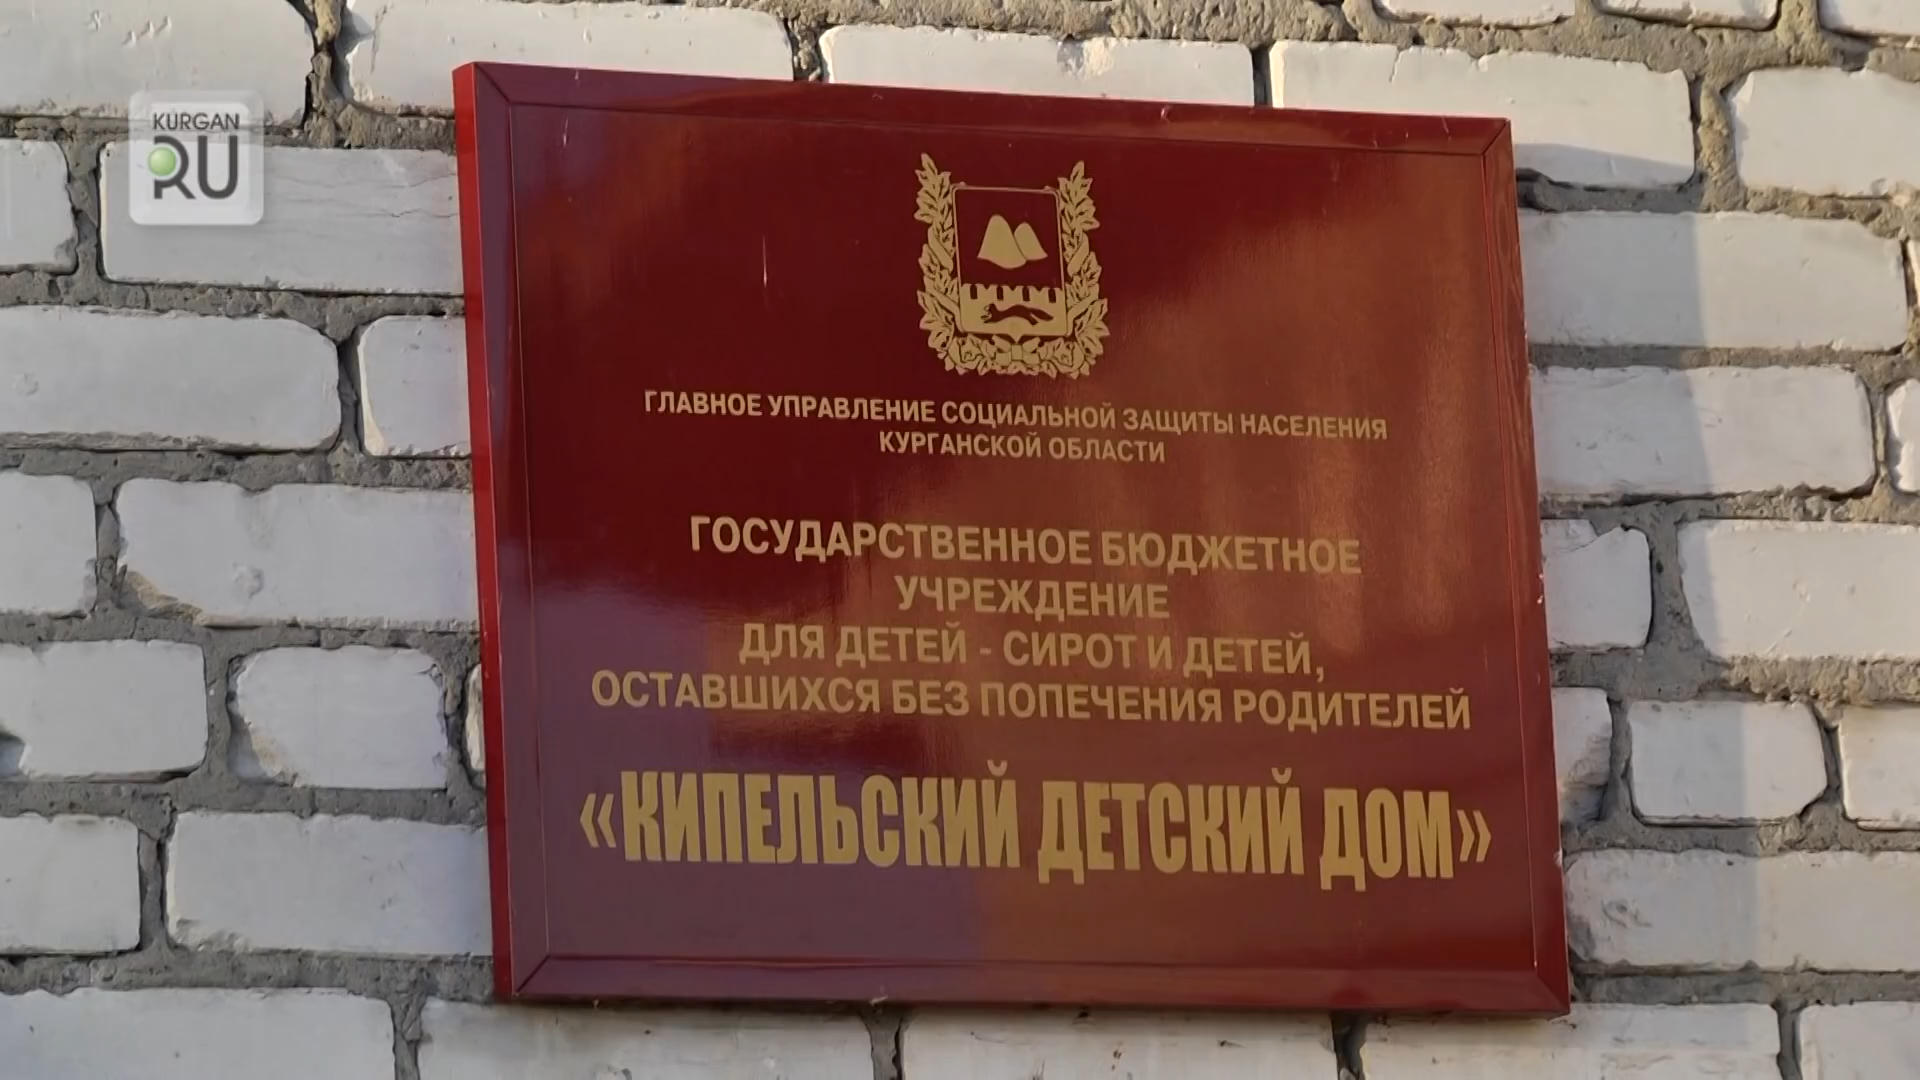 KURGAN
RU
ГЛАВНОЕ УПРАВЛЕНИЕ СОЦИАЛЬНОЙ ЗАЩИТЫ НАСЕЛЕНИЯ
КУРГАНСКОЙ ОБЛАСТИ
ГОСУДАРСТВЕННОЕ БЮДЖЕТНОЕ
УЧРЕЖДЕНИЕ
ДЛЯ ДЕТЕЙ - СИРОТ И ДЕТЕЙ,
ОСТАВШИХСЯ БЕЗ ПОПЕЧЕНИЯ РОДИТЕЛЕЙ
«КИПЕЛЬСКИЙ ДЕТСКИЙ ДОМ»